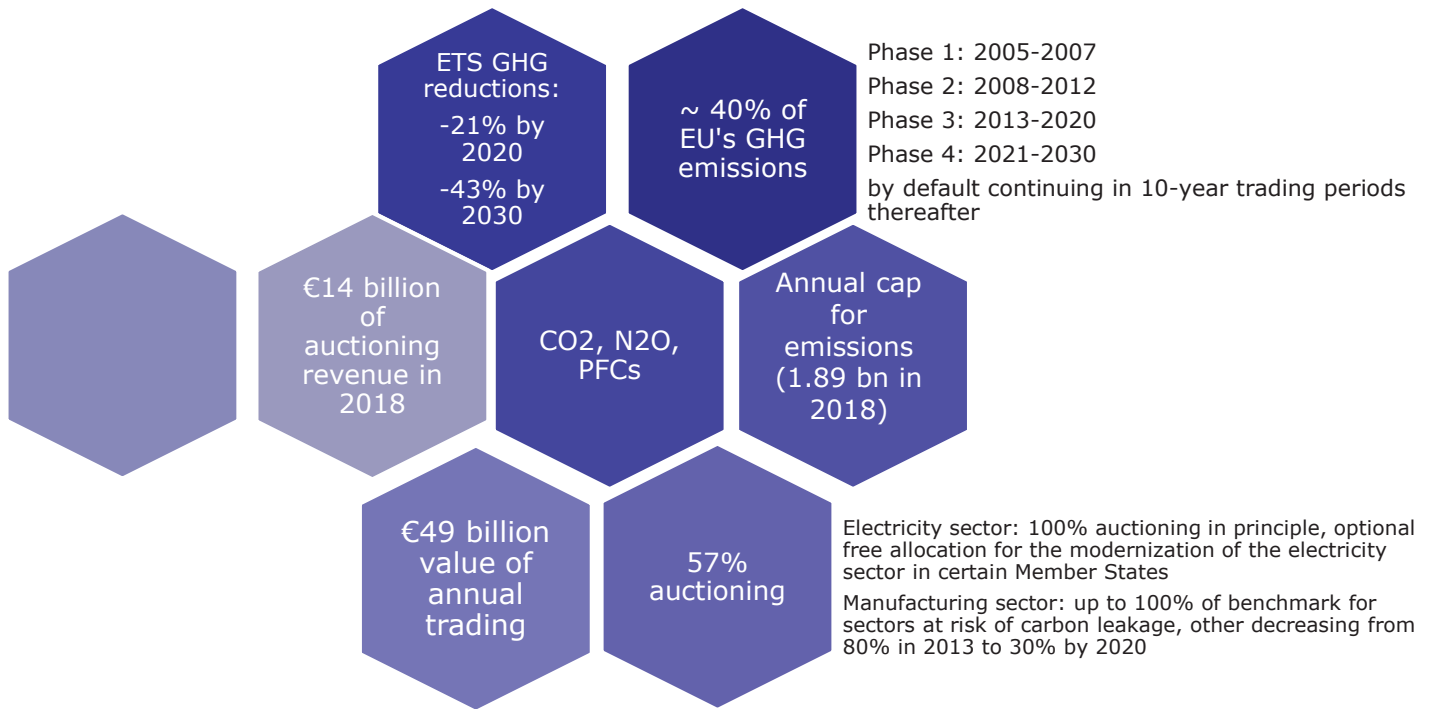 ETS GHG
reductions:
-21% by
2020
-43% by
2030
~ 40% of
EU's GHG
emissions
Phase 1: 2005-2007
Phase 2: 2008-2012
Phase 3: 2013-2020
Phase 4: 2021-2030
by default continuing in 10-year trading periods
thereafter
€14 billion
of
auctioning
revenue in
2018
CO2, N2O,
PFCs
Annual cap
for
emissions
(1.89 bn in
2018)
€49 billion
value of
annual
trading
57%
auctioning
Electricity sector: 100% auctioning in principle, optional
free allocation for the modernization of the electricity
sector in certain Member States
Manufacturing sector: up to 100% of benchmark for
sectors at risk of carbon leakage, other decreasing from
80% in 2013 to 30% by 2020